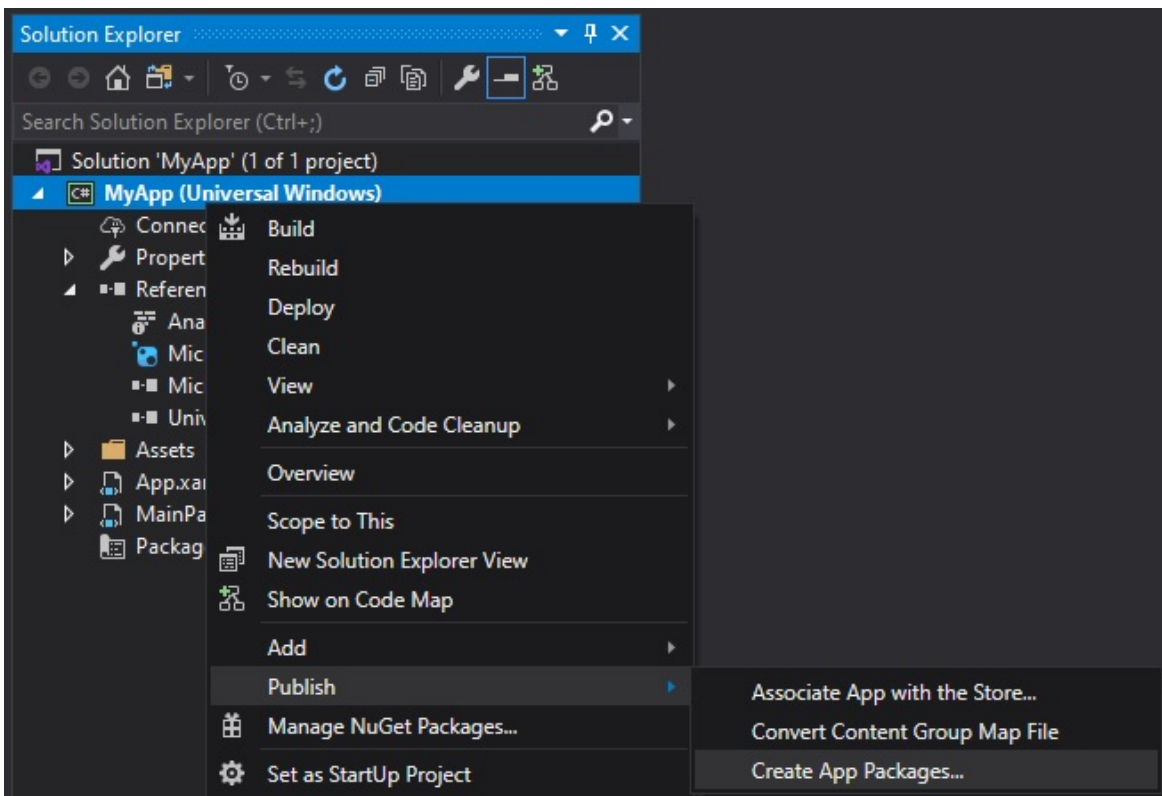 Solution Explorer
Search Solution Explorer (Ctrl+;)
Solution 'MyApp' (1 of 1 project)
C# MyApp (Universal Windows)
Connec
Propert
Referen
Ana
Mic
Mic
Univ
Assets
App.xar
MainPa
Packag
Build
Rebuild
Deploy
Clean
View
Analyze and Code Cleanup
Overview
Scope to This
New Solution Explorer View
Show on Code Map
Add
Publish
Manage NuGet Packages...
Set as StartUp Project
Associate App with the Store...
Convert Content Group Map File
Create App Packages...